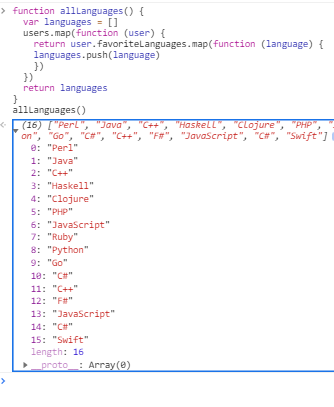 function allLanguages() {
var languages = []
users.map(function (user) {
return user.favoriteLanguages.map(function (language) {
languages.push(language)
})
})
return languages
}
allLanguages()
(16) ["Perl", "Java", "C++", "Haskell", "Clojure", "PHP",
on", "Go", "C#", "C++", "F#", "JavaScript", "C#", "Swift"]
0: "Perl"
1: "Java"
2: "C++"
3: "Haskell"
4: "Clojure"
5: "PHP"
6: "JavaScript"
7: "Ruby"
8: "Python"
9: "Go"
10: "C#"
11: "C++"
12: "F#"
13: "JavaScript"
14: "C#"
15: "Swift"
length: 16
__proto__: Array(0)